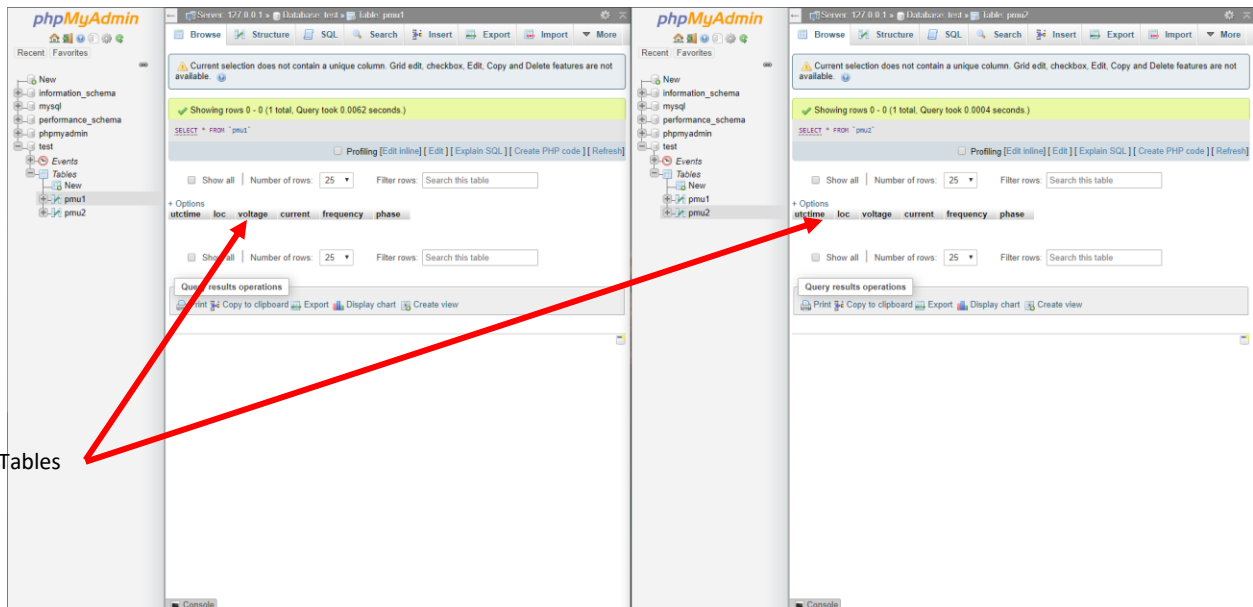 phpMyAdmin
Recent Favorites
New
information_schema
mysql
performance_schema
phpmyadmin
test
Events
Tables
New
pmu1
pmu2
Server: 127.0.0.1 » Database: test » Table: pmu1
Browse Structure SQL Search Insert Export Import More
Current selection does not contain a unique column. Grid edit, checkbox, Edit, Copy and Delete features are not
available.
Showing rows 0 - 0 (1 total, Query took 0.0062 seconds.)
SELECT * FROM `pmu1`
Profiling [Edit inline] [ Edit ] [ Explain SQL ] [ Create PHP code ] [ Refresh]
Show all | Number of rows: 25 Filter rows: Search this table
+ Options
utctime loc voltage current frequency phase
Show all | Number of rows: 25 Filter rows: Search this table
Query results operations
Print Copy to clipboard Export Display chart Create view
Console
phpMyAdmin
Recent Favorites
New
information_schema
mysql
performance_schema
phpmyadmin
test
Events
Tables
New
pmu1
pmu2
Server: 127.0.0.1 » Database: test » Table: pmu2
Browse Structure SQL Search Insert Export Import More
Current selection does not contain a unique column. Grid edit, checkbox, Edit, Copy and Delete features are not
available.
Showing rows 0 - 0 (1 total, Query took 0.0004 seconds.)
SELECT * FROM `pmu2`
Profiling [Edit inline] [ Edit ] [ Explain SQL ] [ Create PHP code ] [ Refresh]
Show all | Number of rows: 25 Filter rows: Search this table
+ Options
utctime loc voltage current frequency phase
Show all | Number of rows: 25 Filter rows: Search this table
Query results operations
Print Copy to clipboard Export Display chart Create view
Console
Tables